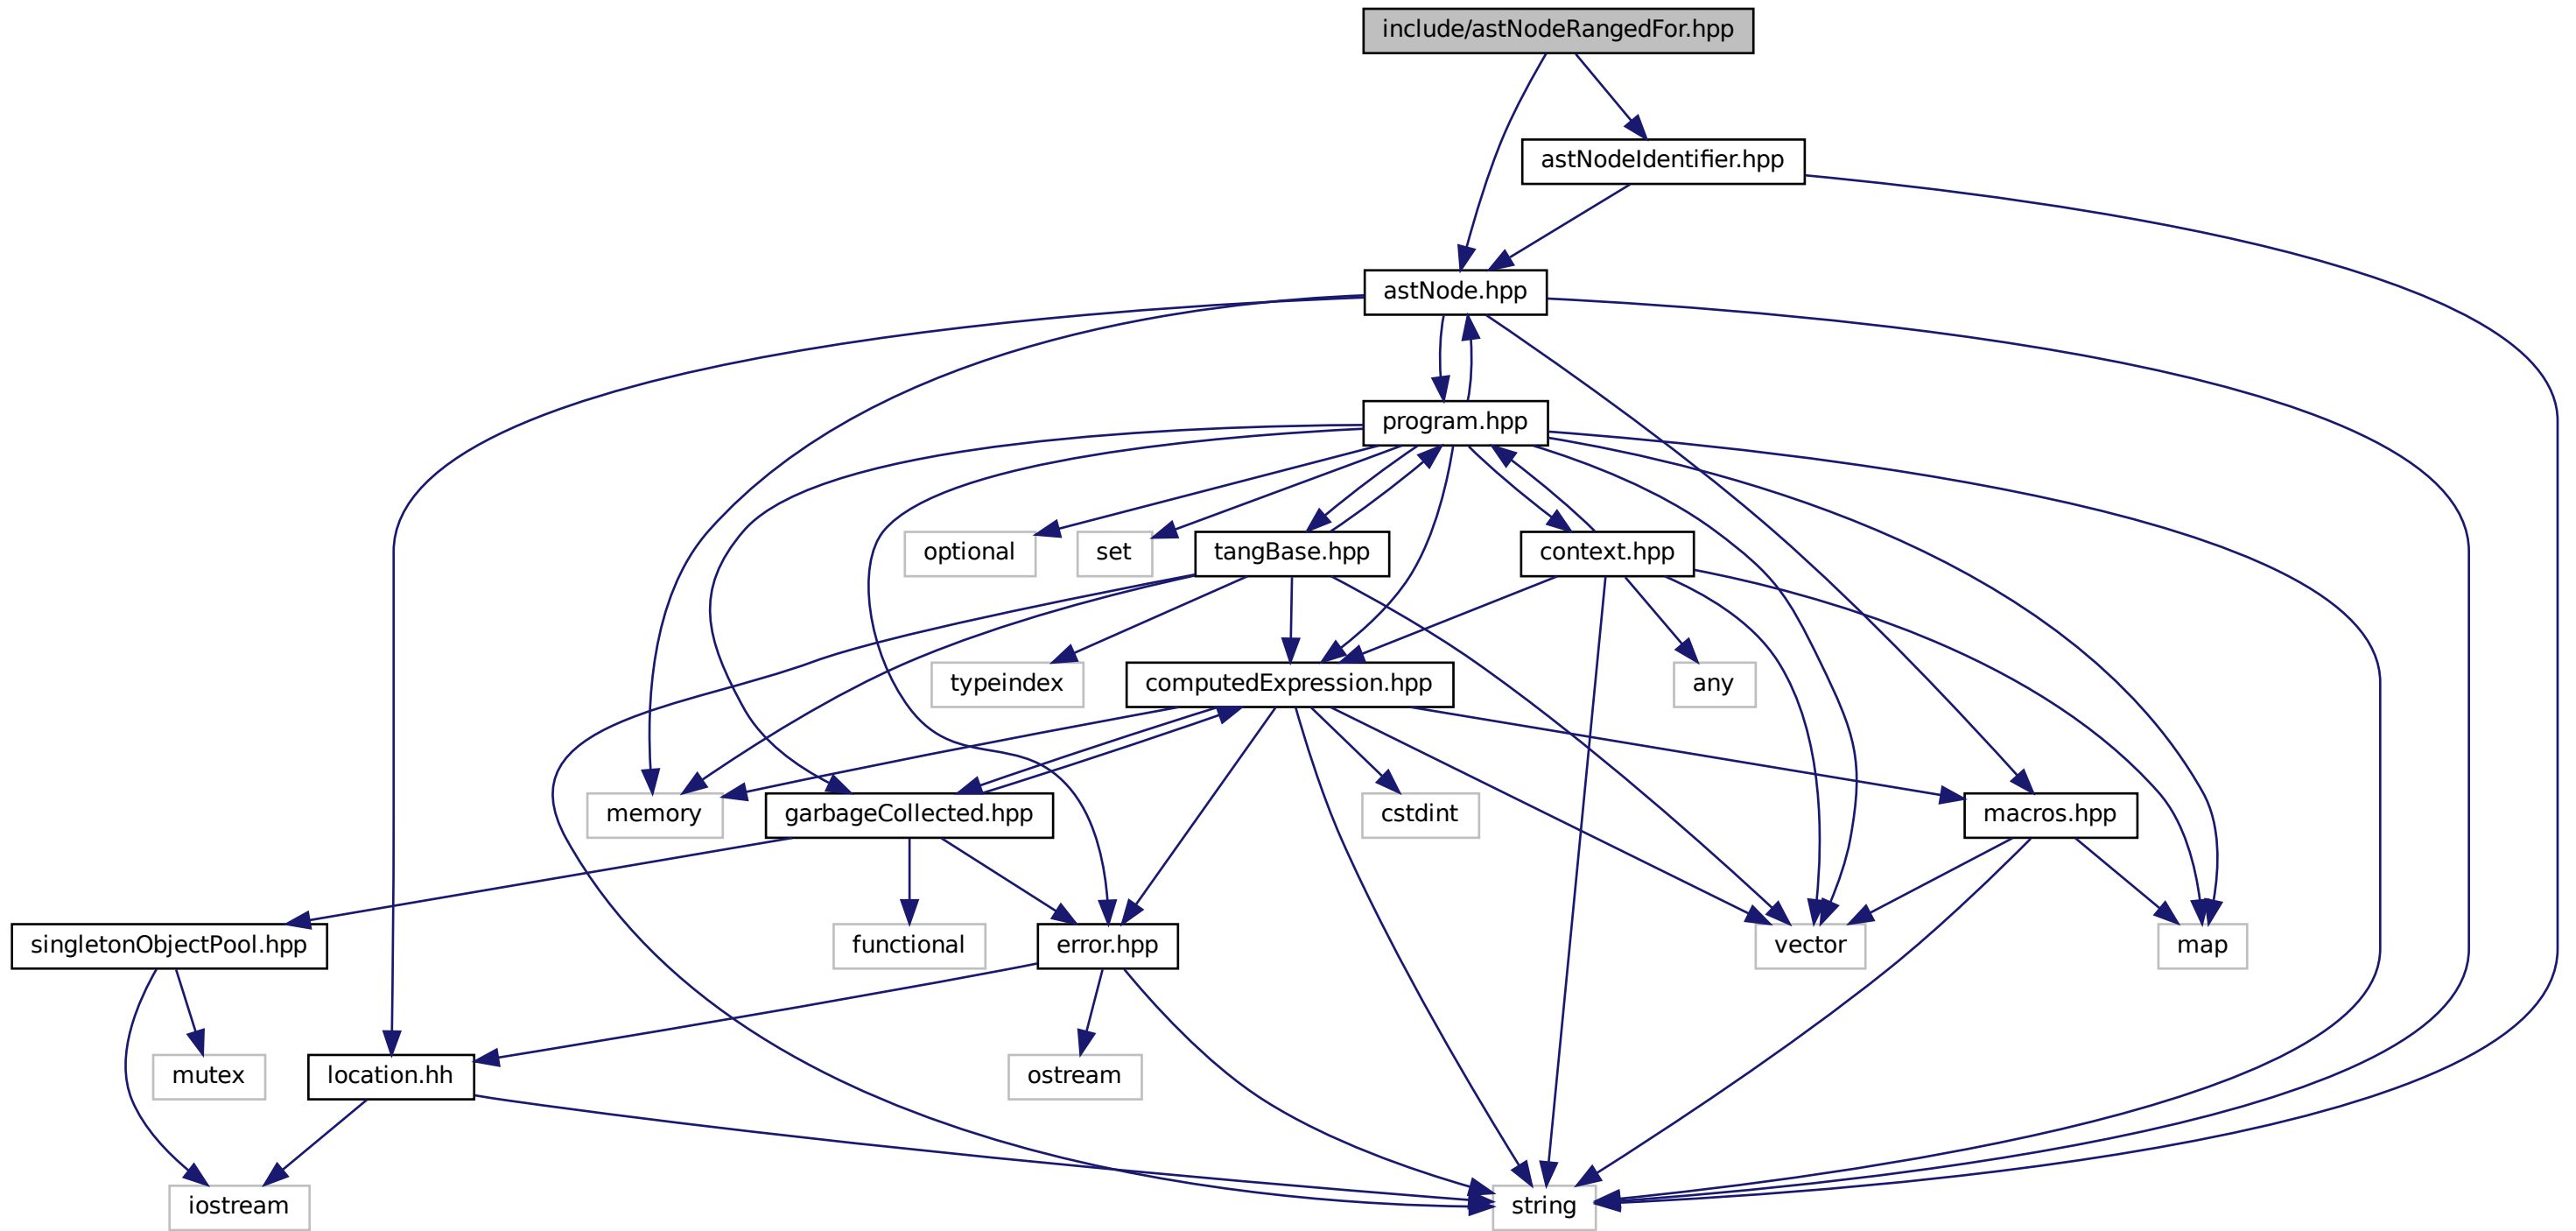 include/astNodeRangedFor.hpp
astNodeIdentifier.hpp
astNode.hpp
program.hpp
optional
set
tangBase.hpp
context.hpp
typeindex
computedExpression.hpp
any
memory
garbageCollected.hpp
cstdint
macros.hpp
singletonObjectPool.hpp
functional
error.hpp
vector
map
mutex
location.hh
ostream
iostream
string